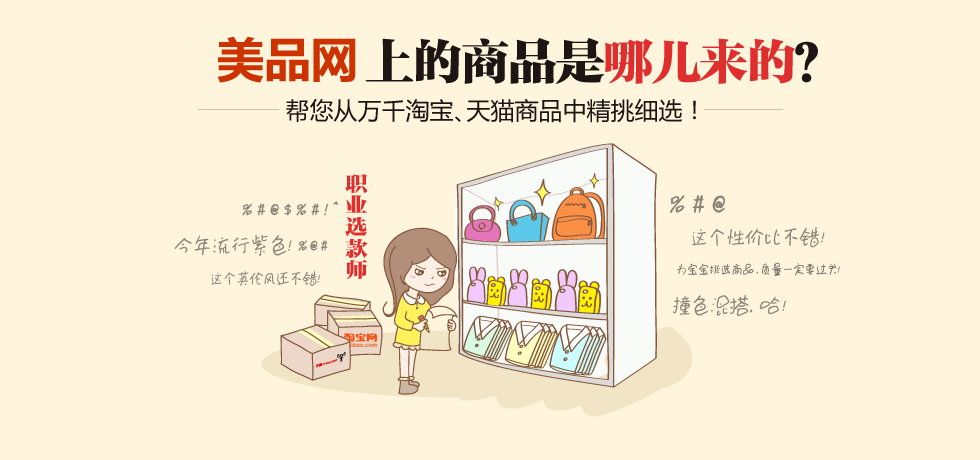 美品网 上的商品是哪儿来的?
帮您从万千淘宝、天猫商品中精挑细选!
职业选款师
%#@$%#!^
今年流行紫色! %@#
这个英伦风还不错!
%#@
这个性价比不错!
为宝宝挑选商品,质量一定要过关!
撞色混搭,哈!
淘宝网